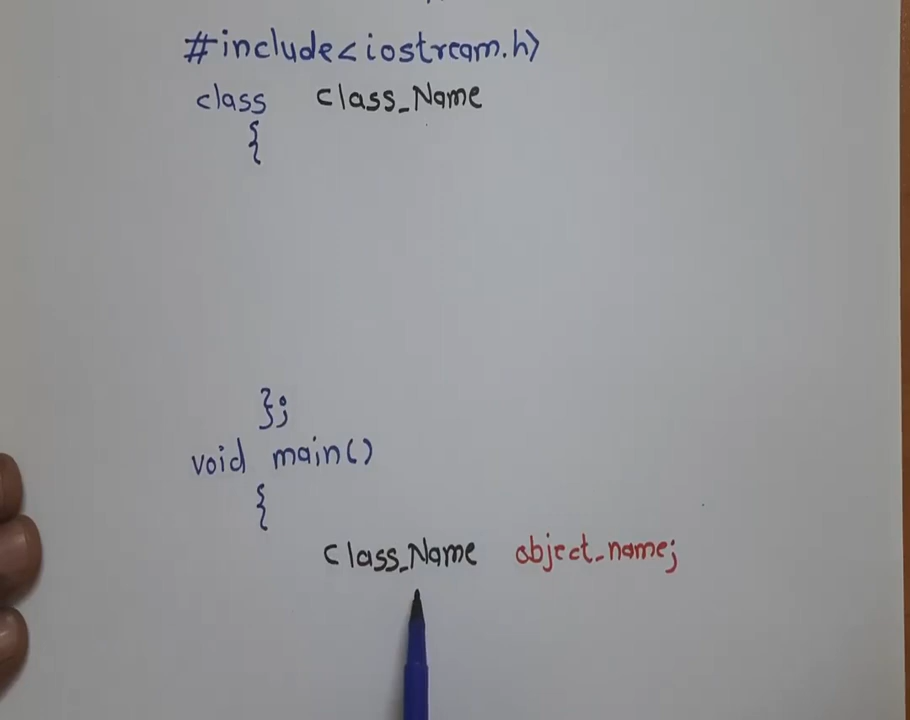 #include<iostream.h>
class class_Name
{
};
void main()
{
class_Name object_name;